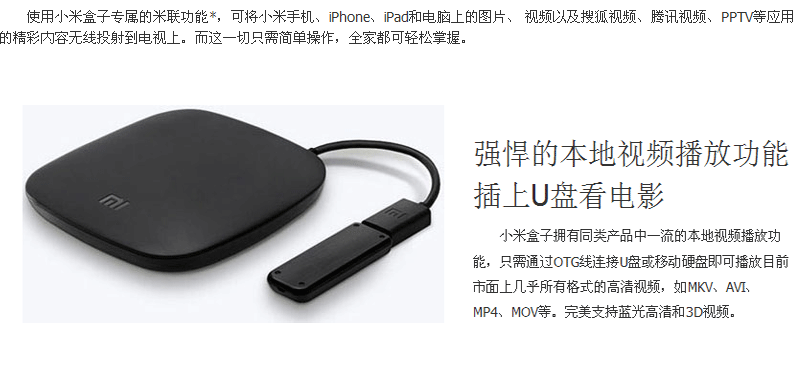 使用小米盒子专属的米联功能*，可将小米手机、iPhone、iPad和电脑上的图片、 视频以及搜狐视频、腾讯视频、PPTV等应用
的精彩内容无线投射到电视上。而这一切只需简单操作，全家都可轻松掌握。
强悍的本地视频播放功能
插上U盘看电影
小米盒子拥有同类产品中一流的本地视频播放功
能，只需通过OTG线连接U盘或移动硬盘即可播放目前
市面上几乎所有格式的高清视频，如MKV、AVI、
MP4、MOV等。完美支持蓝光高清和3D视频。
MI
MI